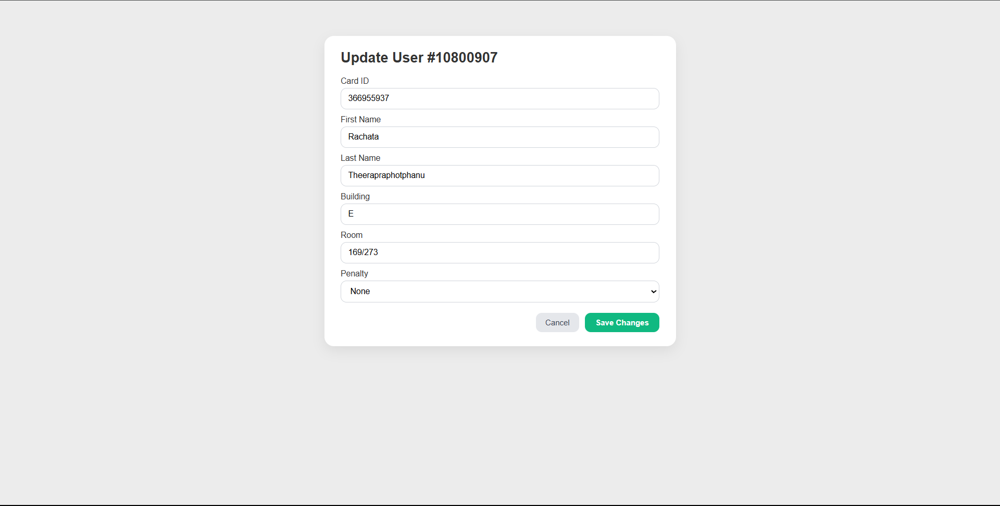 Update User #10800907
Card ID
366955937
First Name
Rachata
Last Name
Theerapraphotphanu
Building
E
Room
169/273
Penalty
None
Cancel
Save Changes